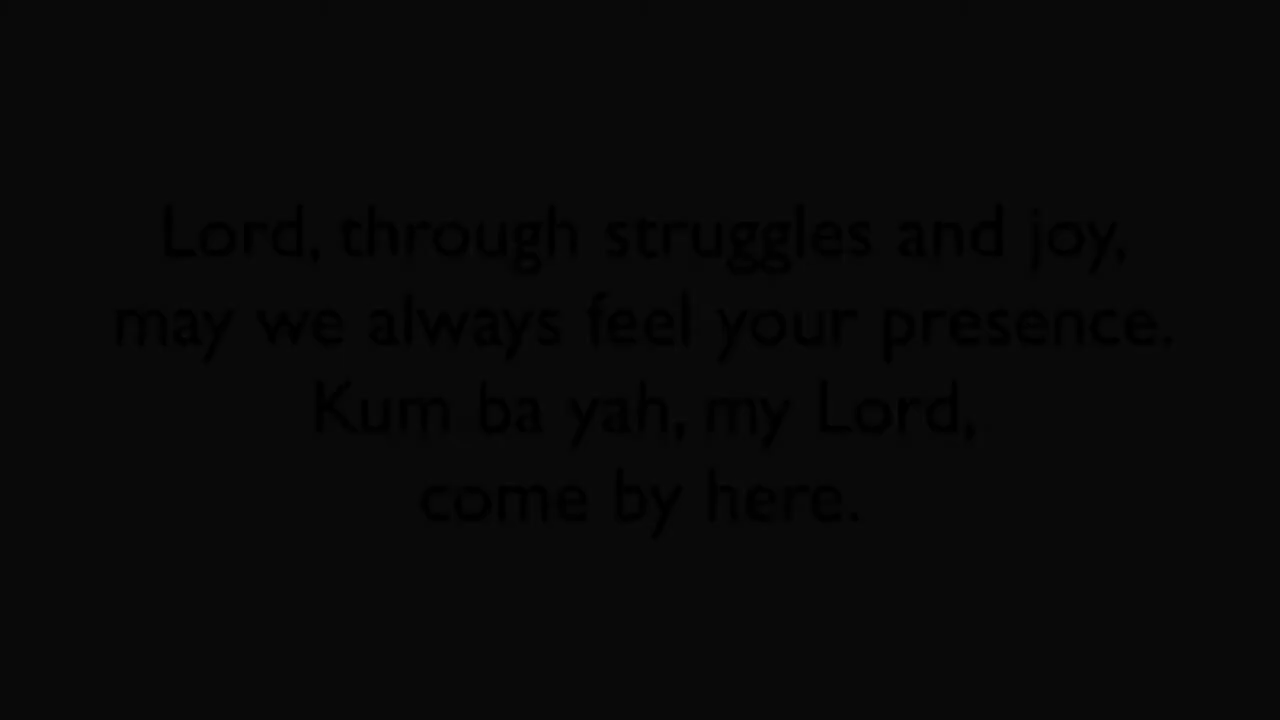 Lord, through struggles and joy,
may we always feel your presence.
Kum ba yah, my Lord,
come by here.